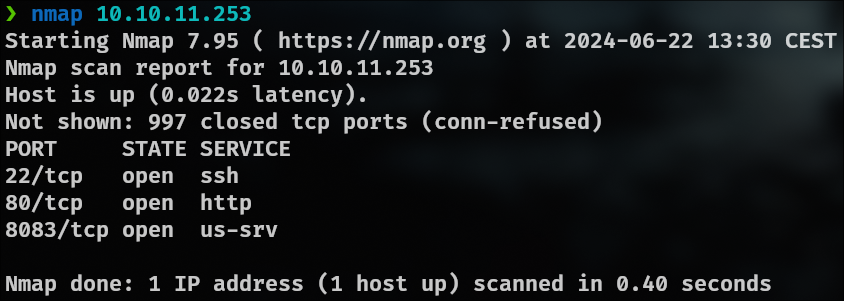 ❯ nmap 10.10.11.253
Starting Nmap 7.95 ( https://nmap.org ) at 2024-06-22 13:30 CEST
Nmap scan report for 10.10.11.253
Host is up (0.022s latency).
Not shown: 997 closed tcp ports (conn-refused)
PORT     STATE SERVICE
22/tcp   open  ssh
80/tcp   open  http
8083/tcp open  us-srv
Nmap done: 1 IP address (1 host up) scanned in 0.40 seconds